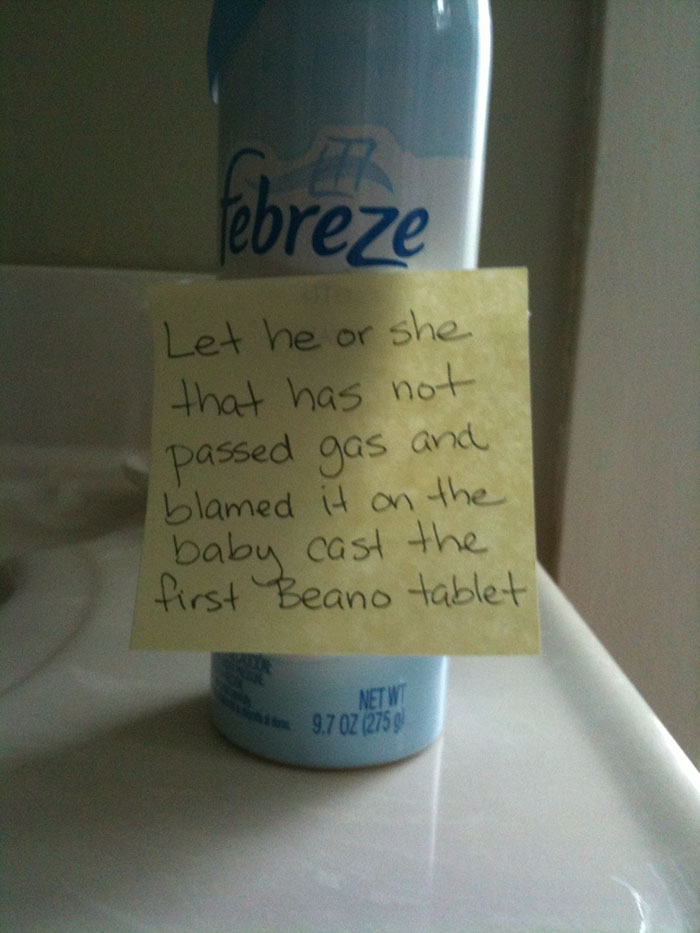 febreze
Let he or she
that has not
passed gas and
blamed it on the
baby cast the
first Beano tablet
NET WT
9.7 OZ (275 g)